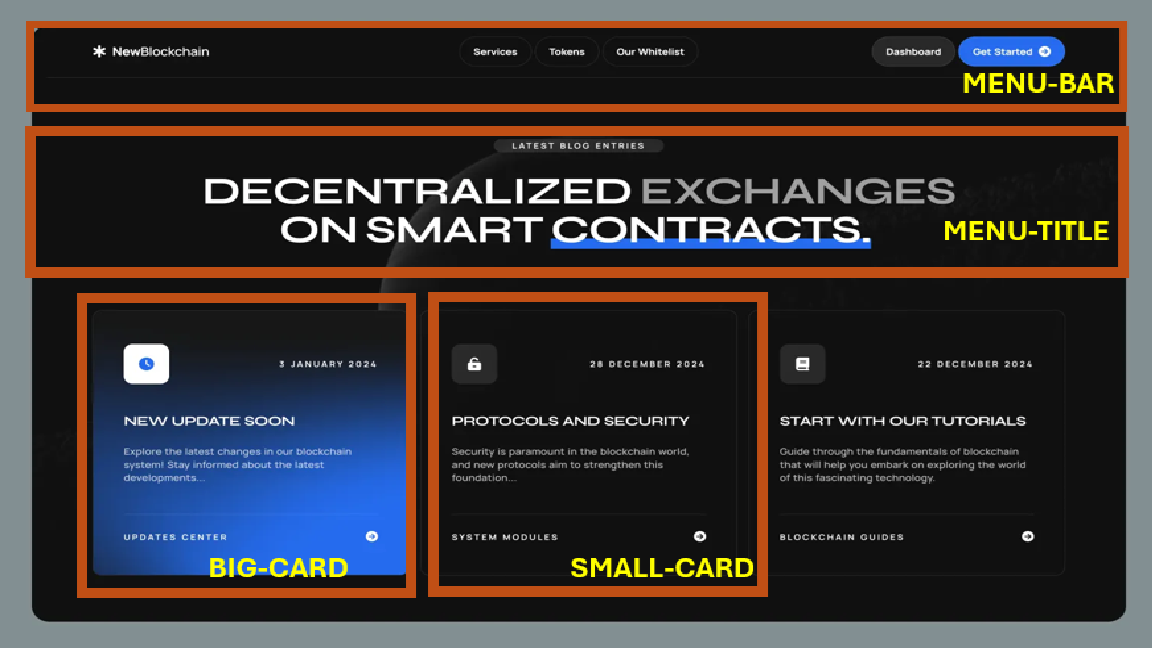 NewBlockchain
Services
Tokens
Our Whitelist
Dashboard
Get Started
MENU-BAR
LATEST BLOG ENTRIES
DECENTRALIZED EXCHANGES
ON SMART CONTRACTS.
MENU-TITLE
3 JANUARY 2024
NEW UPDATE SOON
Explore the latest changes in our blockchain
system! Stay informed about the latest
developments...
UPDATES CENTER
BIG-CARD
28 DECEMBER 2024
PROTOCOLS AND SECURITY
Security is paramount in the blockchain world,
and new protocols aim to strengthen this
foundation...
SYSTEM MODULES
SMALL-CARD
22 DECEMBER 2024
START WITH OUR TUTORIALS
Guide through the fundamentals of blockchain
that will help you embark on exploring the world
of this fascinating technology.
BLOCKCHAIN GUIDES